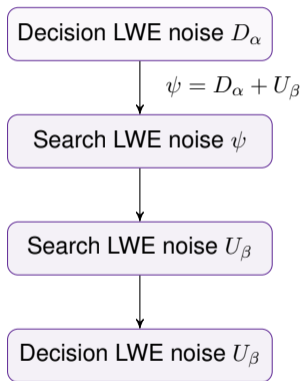 Decision LWE noise $D_\alpha$
$\psi = D_\alpha + U_\beta$
Search LWE noise $\psi$
Search LWE noise $U_\beta$
Decision LWE noise $U_\beta$